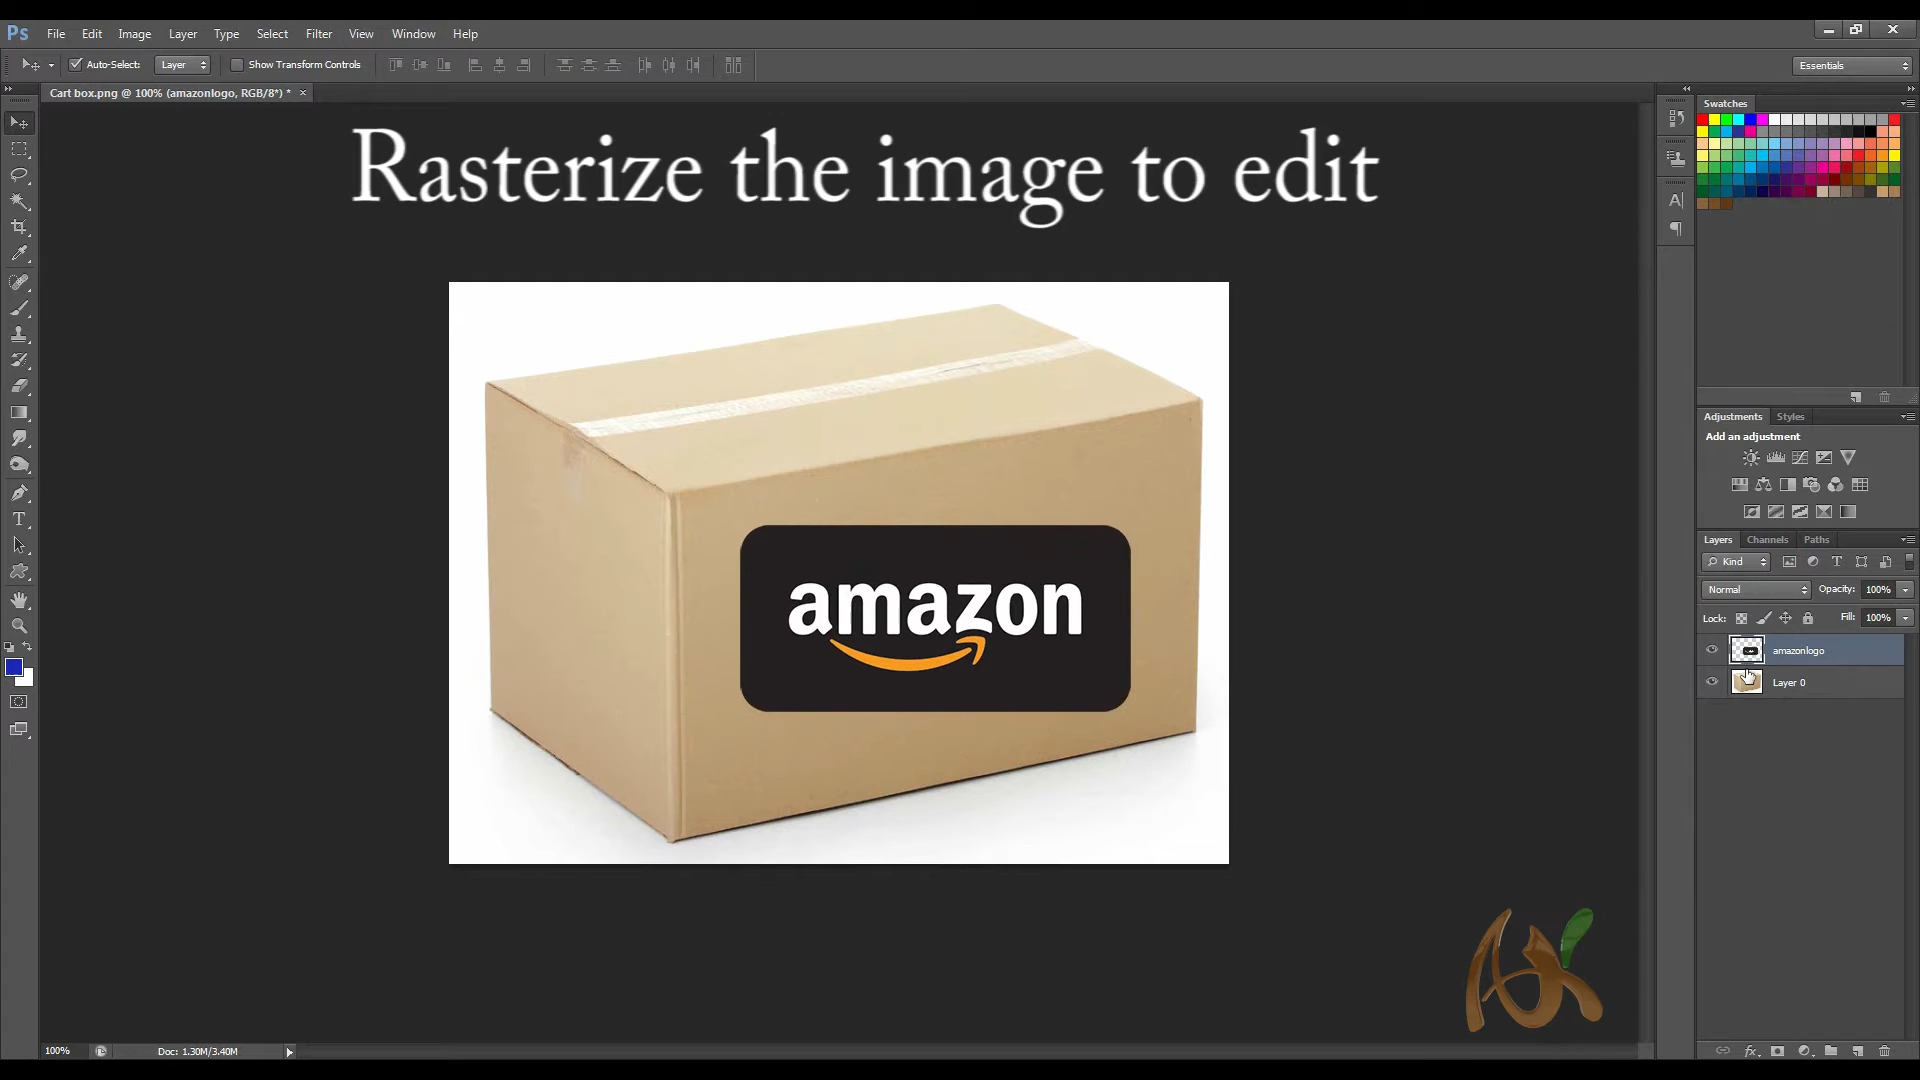 Ps File Edit Image Layer Type Select Filter View Window Help
Auto-Select: Layer Show Transform Controls Essentials
Cart box.png @ 100% (amazonlogo, RGB/8*) * ×
Swatches
Rasterize the image to edit
Adjustments Styles
Add an adjustment
amazon
Layers Channels Paths
Kind
Normal Opacity: 100%
Lock: Fill: 100%
amazonlogo
Layer 0
100% Doc: 1.30M/3.40M